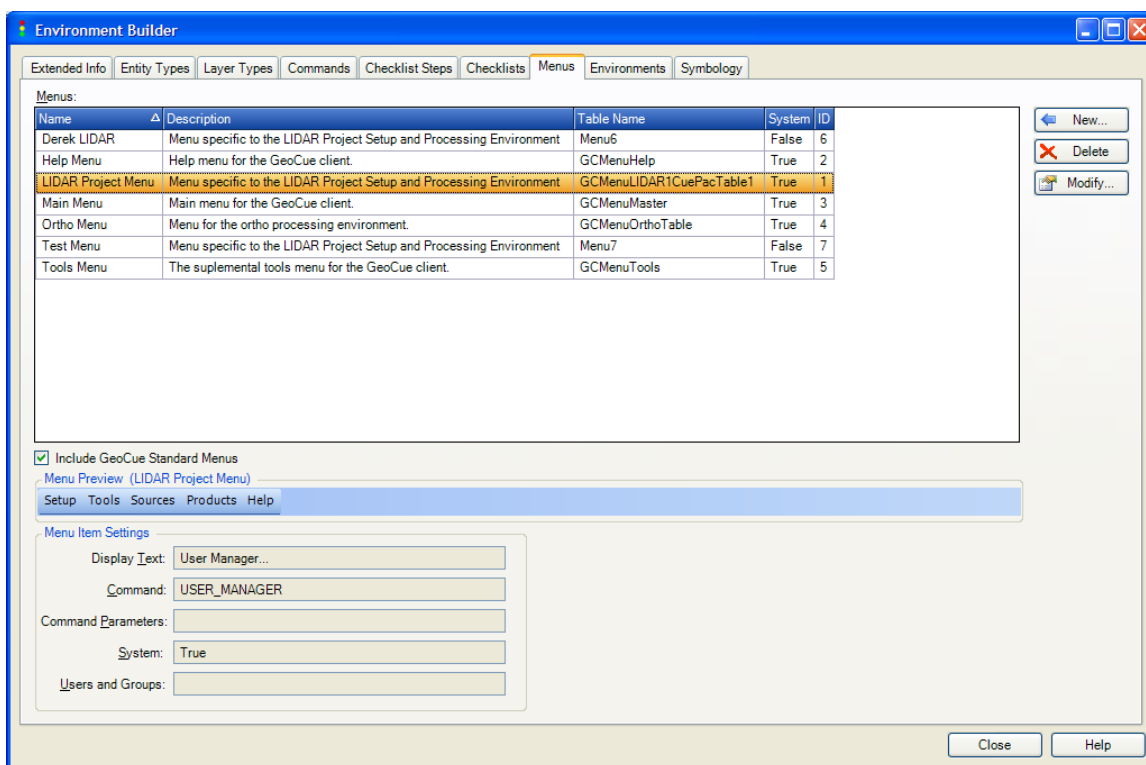 Environment Builder
Extended Info Entity Types Layer Types Commands Checklist Steps Checklists Menus Environments Symbology
Menus:
Name Description Table Name System ID
Derek LIDAR Menu specific to the LIDAR Project Setup and Processing Environment Menu6 False 6
Help Menu Help menu for the GeoCue client. GCMenuHelp True 2
LIDAR Project Menu Menu specific to the LIDAR Project Setup and Processing Environment GCMenuLIDAR1CuePacTable1 True 1
Main Menu Main menu for the GeoCue client. GCMenuMaster True 3
Ortho Menu Menu for the ortho processing environment. GCMenuOrthoTable True 4
Test Menu Menu specific to the LIDAR Project Setup and Processing Environment Menu7 False 7
Tools Menu The suplemental tools menu for the GeoCue client. GCMenuTools True 5
New...
Delete
Modify...
Include GeoCue Standard Menus
Menu Preview (LIDAR Project Menu)
Setup Tools Sources Products Help
Menu Item Settings
Display Text: User Manager...
Command: USER_MANAGER
Command Parameters:
System: True
Users and Groups:
Close Help